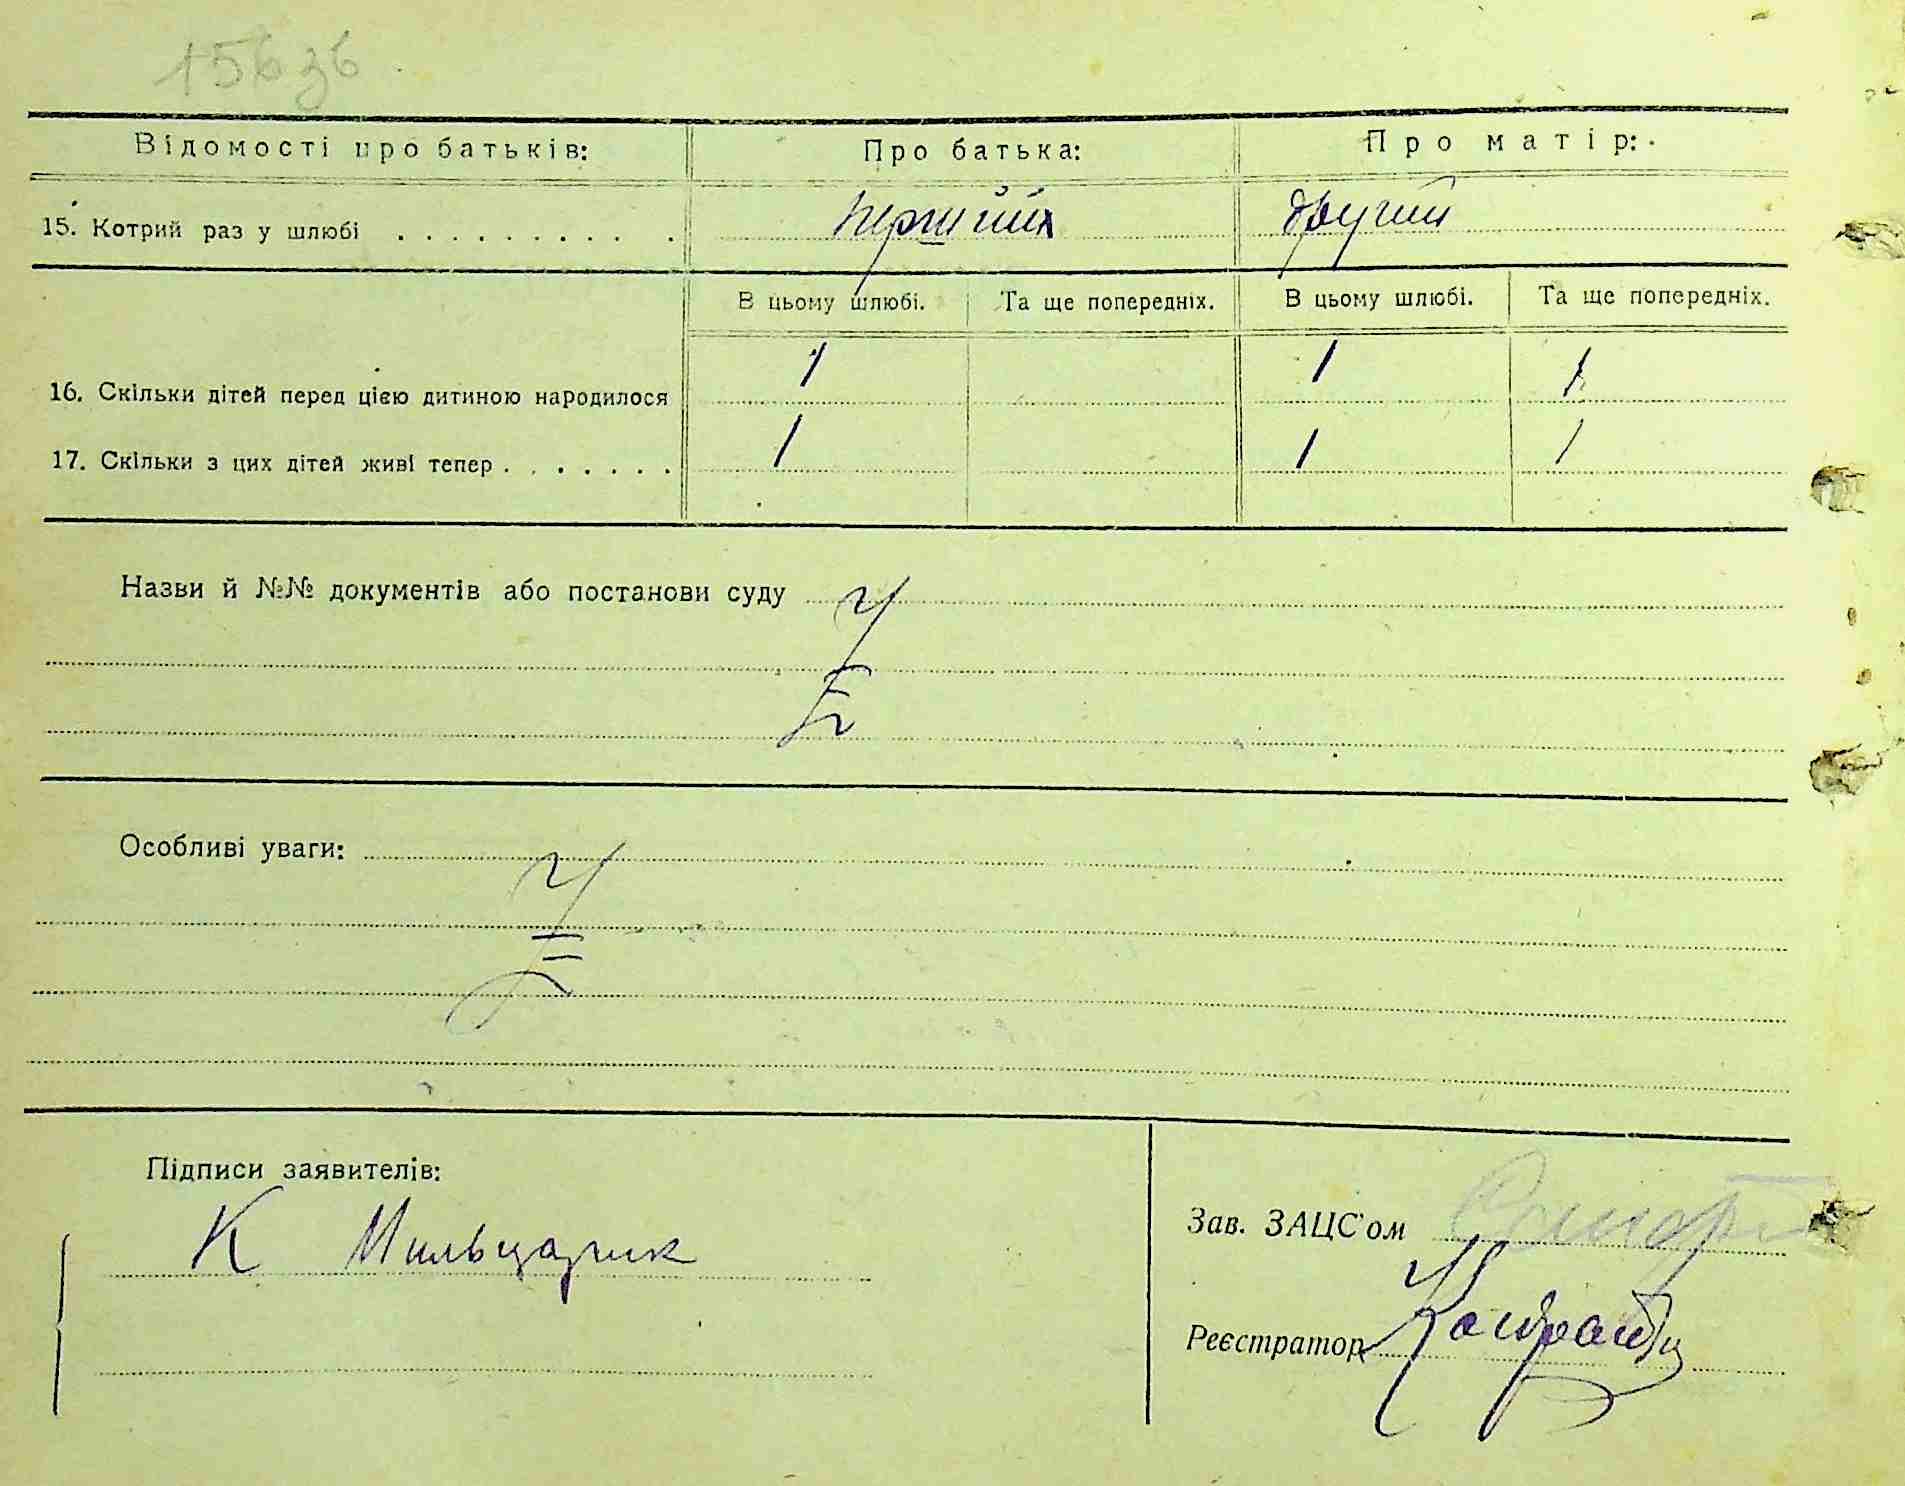 156зв
Відомості про батьків: Про батька: Про матір:
15. Котрий раз у шлюбі перший другий
В цьому шлюбі. Та ще попередніх. В цьому шлюбі. Та ще попередніх.
16. Скільки дітей перед цією дитиною народилося 1 1 1
17. Скільки з цих дітей живі тепер 1 1 1
Назви й №№ документів або постанови суду
Особливі уваги:
Підписи заявителів:
К
Зав. ЗАЦС'ом
Реєстратор